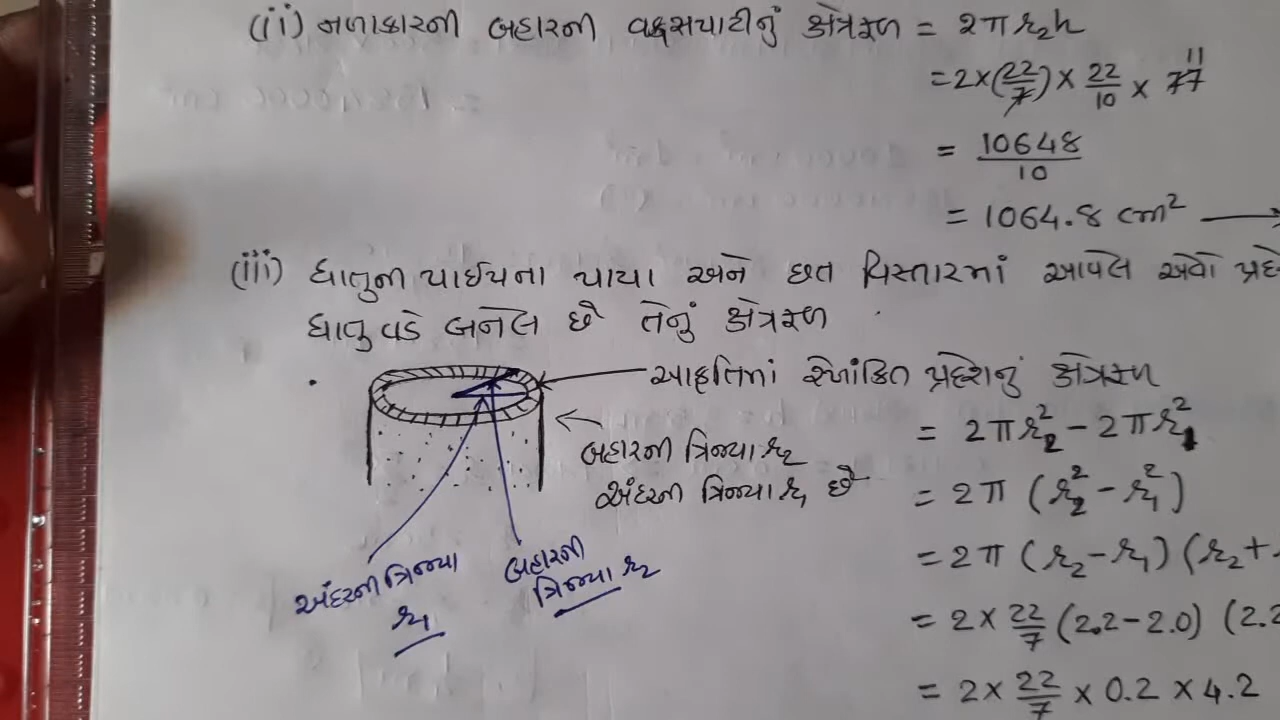 (ii) નળાકારની બહારની વક્રસપાટીનું ક્ષેત્રફળ = 2πr₂h
= 2×(22/7)× 22/10 × 77 11
= 10648/10
= 1064.8 cm² →
(iii) ધાતુના પાઈપના પાયા અને છત વિસ્તારમાં આવેલ એવો પ્રદે
ધાતુ વડે બનેલ છે તેનું ક્ષેત્રફળ .
આકૃતિમાં રેખાંકિત પ્રદેશનું ક્ષેત્રફળ
= 2πr₂² − 2πr₁²
બહારની ત્રિજ્યા r₂
અંદરની ત્રિજ્યા r₁ છે
= 2π (r₂² − r₁²)
= 2π (r₂ − r₁) (r₂ +
અંદરની ત્રિજ્યા
r₁
બહારની
ત્રિજ્યા r₂
= 2× 22/7 (2.2 − 2.0) (2.2
= 2× 22/7 × 0.2 × 4.2